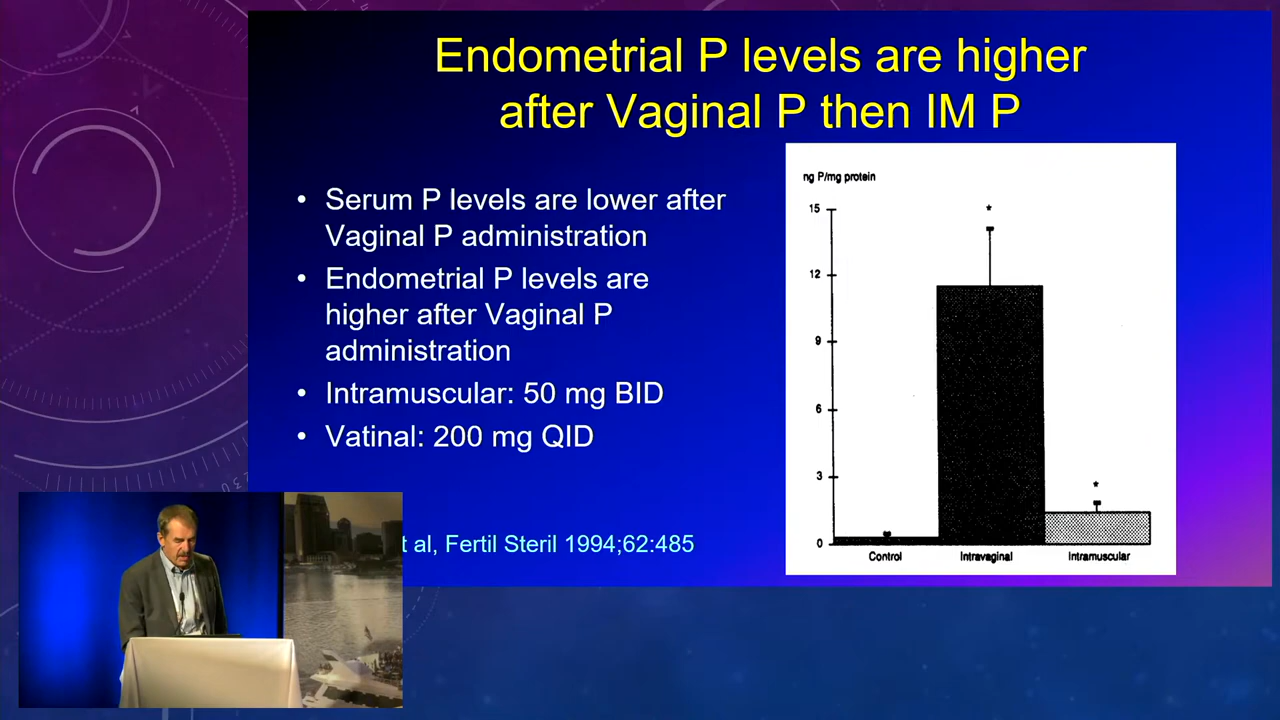 Endometrial P levels are higher
after Vaginal P then IM P
• Serum P levels are lower after
Vaginal P administration
• Endometrial P levels are
higher after Vaginal P
administration
• Intramuscular: 50 mg BID
• Vatinal: 200 mg QID
t al, Fertil Steril 1994;62:485
ng P/mg protein
15
12
9
6
3
0
Control
Intravaginal
Intramuscular
230